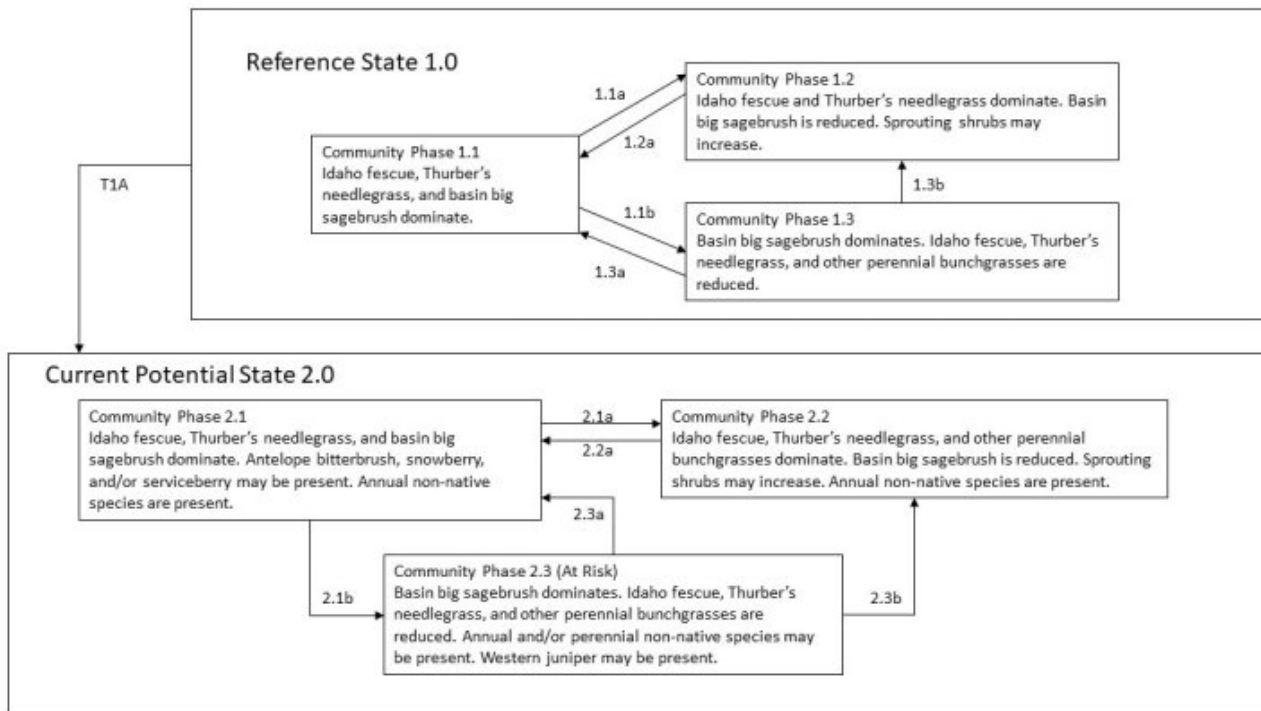 Reference State 1.0
T1A
Community Phase 1.1
Idaho fescue, Thurber's
needlegrass, and basin big
sagebrush dominate.
1.1a
1.2a
Community Phase 1.2
Idaho fescue and Thurber's needlegrass dominate. Basin
big sagebrush is reduced. Sprouting shrubs may
increase.
1.3b
1.1b
1.3a
Community Phase 1.3
Basin big sagebrush dominates. Idaho fescue, Thurber's
needlegrass, and other perennial bunchgrasses are
reduced.
Current Potential State 2.0
Community Phase 2.1
Idaho fescue, Thurber's needlegrass, and basin big
sagebrush dominate. Antelope bitterbrush, snowberry,
and/or serviceberry may be present. Annual non-native
species are present.
2.1a
2.2a
Community Phase 2.2
Idaho fescue, Thurber's needlegrass, and other perennial
bunchgrasses dominate. Basin big sagebrush is reduced. Sprouting
shrubs may increase. Annual non-native species are present.
2.3a
2.1b
Community Phase 2.3 (At Risk)
Basin big sagebrush dominates. Idaho fescue, Thurber's
needlegrass, and other perennial bunchgrasses are
reduced. Annual and/or perennial non-native species may
be present. Western juniper may be present.
2.3b